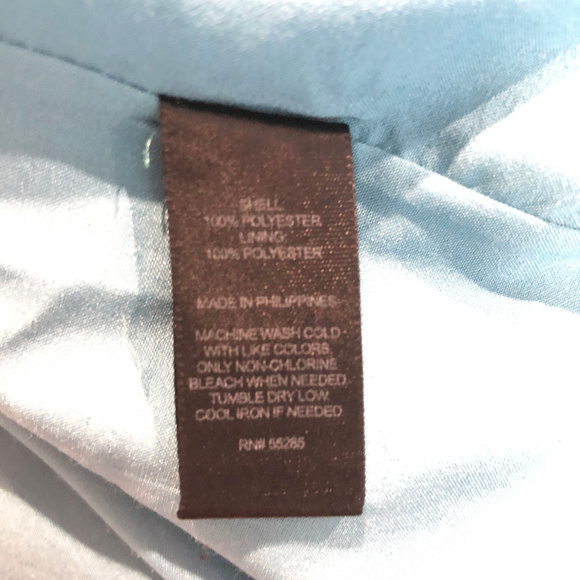 SHELL
100% POLYESTER
LINING
100% POLYESTER
MADE IN PHILIPPINES
MACHINE WASH COLD
WITH LIKE COLORS.
ONLY NON-CHLORINE
BLEACH WHEN NEEDED.
TUMBLE DRY LOW.
COOL IRON IF NEEDED
RN# 55285